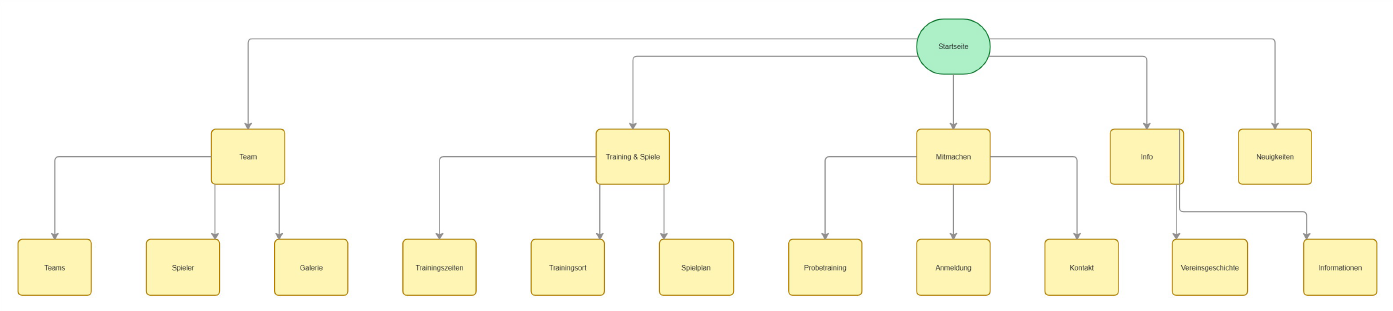 Startseite
Team
Training & Spiele
Mitmachen
Info
Neuigkeiten
Teams
Spieler
Galerie
Trainingszeiten
Trainingsort
Spielplan
Probetraining
Anmeldung
Kontakt
Vereinsgeschichte
Informationen